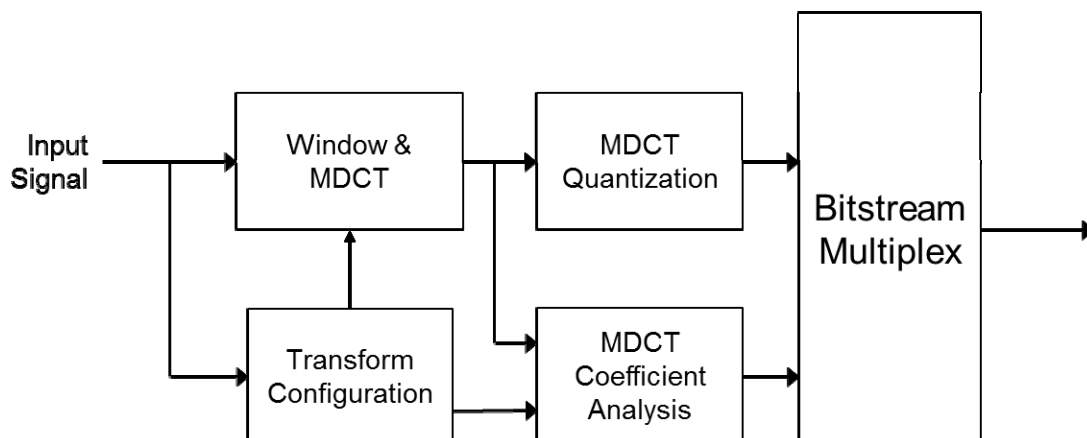 Input
Signal
Window &
MDCT
MDCT
Quantization
Bitstream
Multiplex
Transform
Configuration
MDCT
Coefficient
Analysis